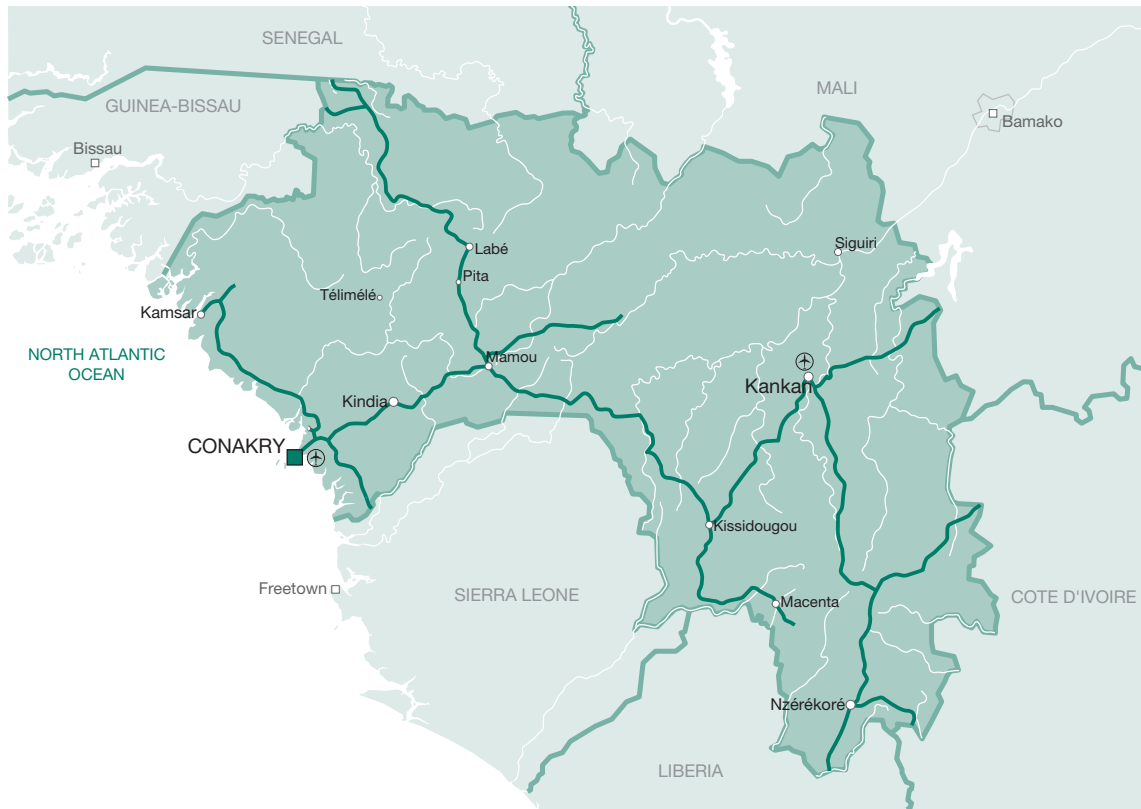 SENEGAL
MALI
GUINEA-BISSAU
Bamako
Bissau
Siguiri
Labé
Pita
Télimélé
Kamsar
NORTH ATLANTIC
OCEAN
Mamou
Kankan
Kindia
CONAKRY
Kissidougou
Freetown
SIERRA LEONE
Macenta
COTE D'IVOIRE
Nzérékoré
LIBERIA